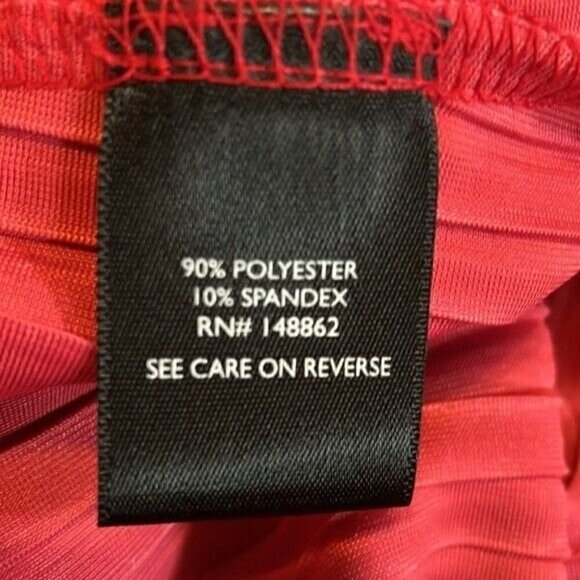 90% POLYESTER
10% SPANDEX
RN# 148862
SEE CARE ON REVERSE